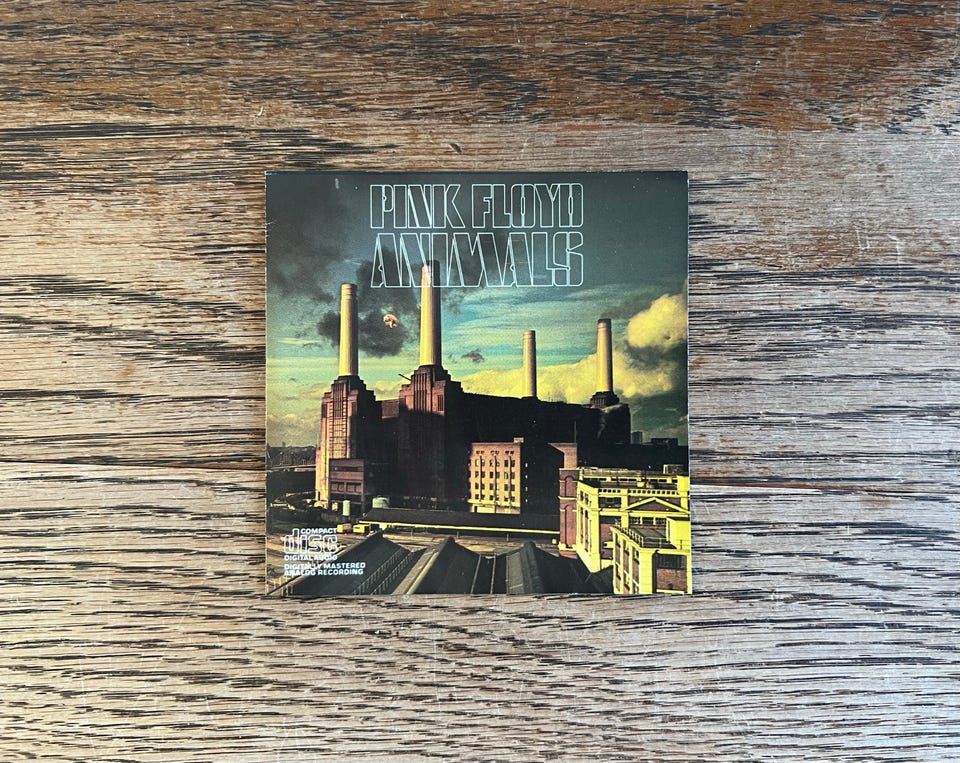 PINK FLOYD
ANIMALS
COMPACT
disc
DIGITAL AUDIO
DIGITALLY MASTERED
ANALOG RECORDING